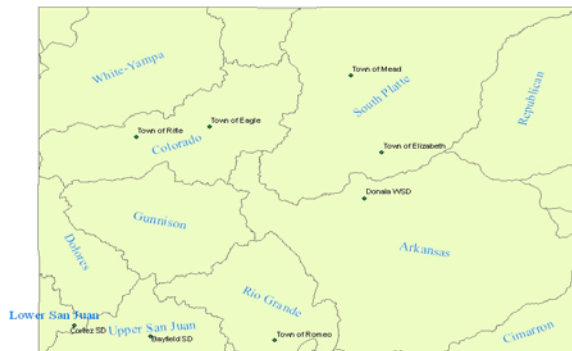 White-Yampa
Town of Mead
South Platte
Republican
Town of Eagle
Town of Rifle
Colorado
Town of Elizabeth
Donala WSD
Gunnison
Dolores
Arkansas
Rio Grande
Lower San Juan
Cortez SD
Upper San Juan
Bayfield SD
Town of Romeo
Cimarron